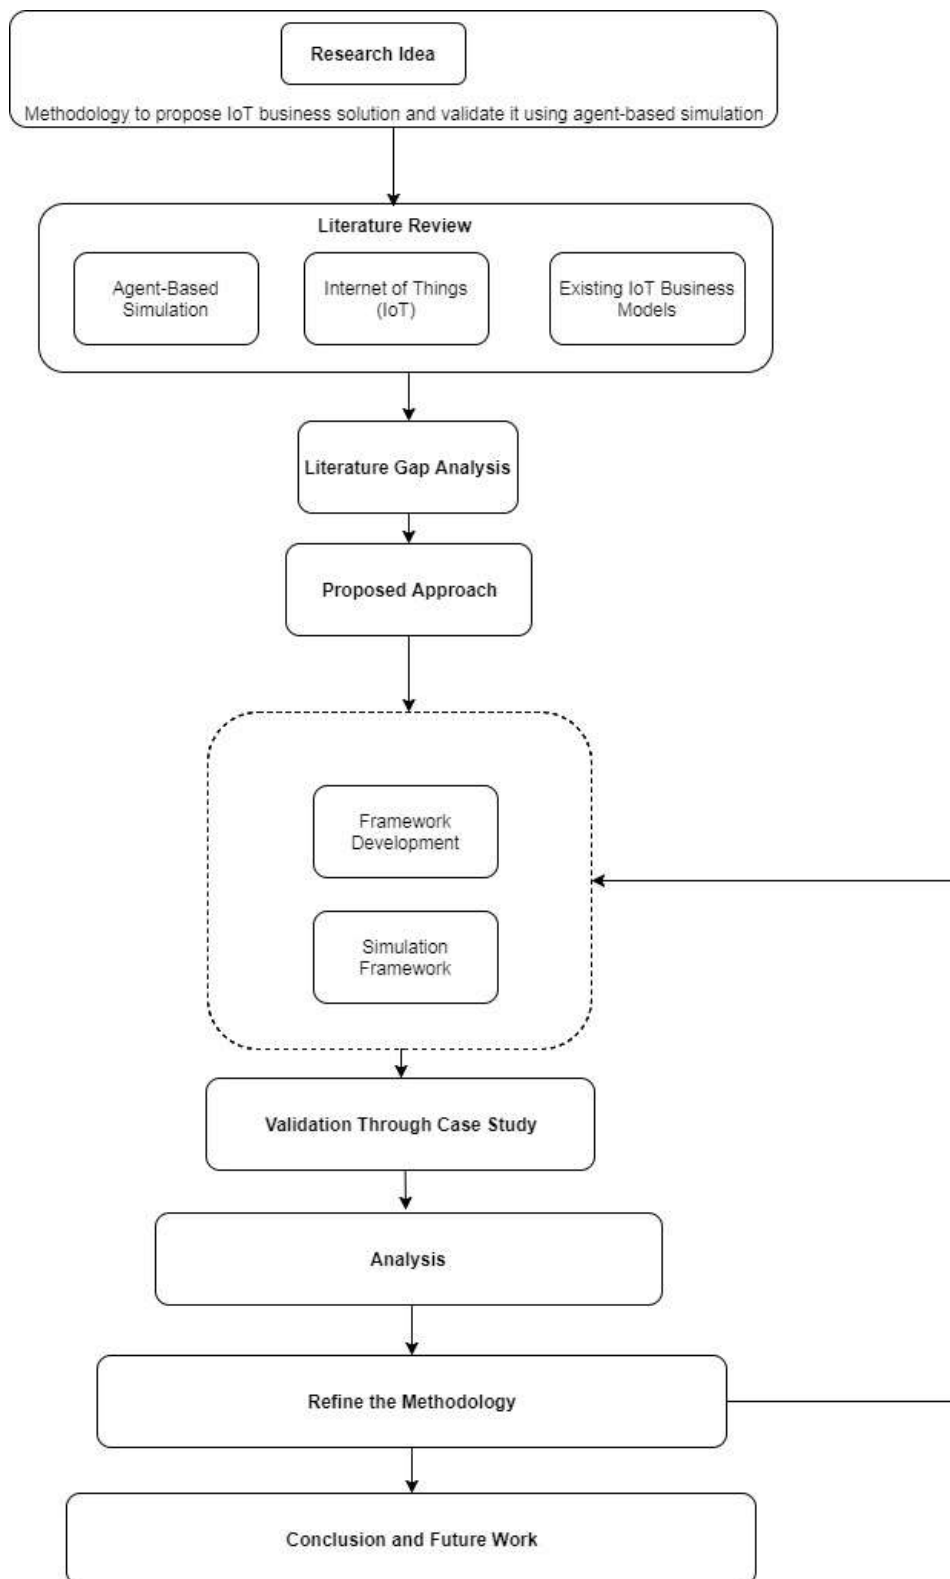 Research Idea
Methodology to propose IoT business solution and validate it using agent-based simulation
Literature Review
Agent-Based
Simulation
Internet of Things
(IoT)
Existing IoT Business
Models
Literature Gap Analysis
Proposed Approach
Framework
Development
Simulation
Framework
Validation Through Case Study
Analysis
Refine the Methodology
Conclusion and Future Work